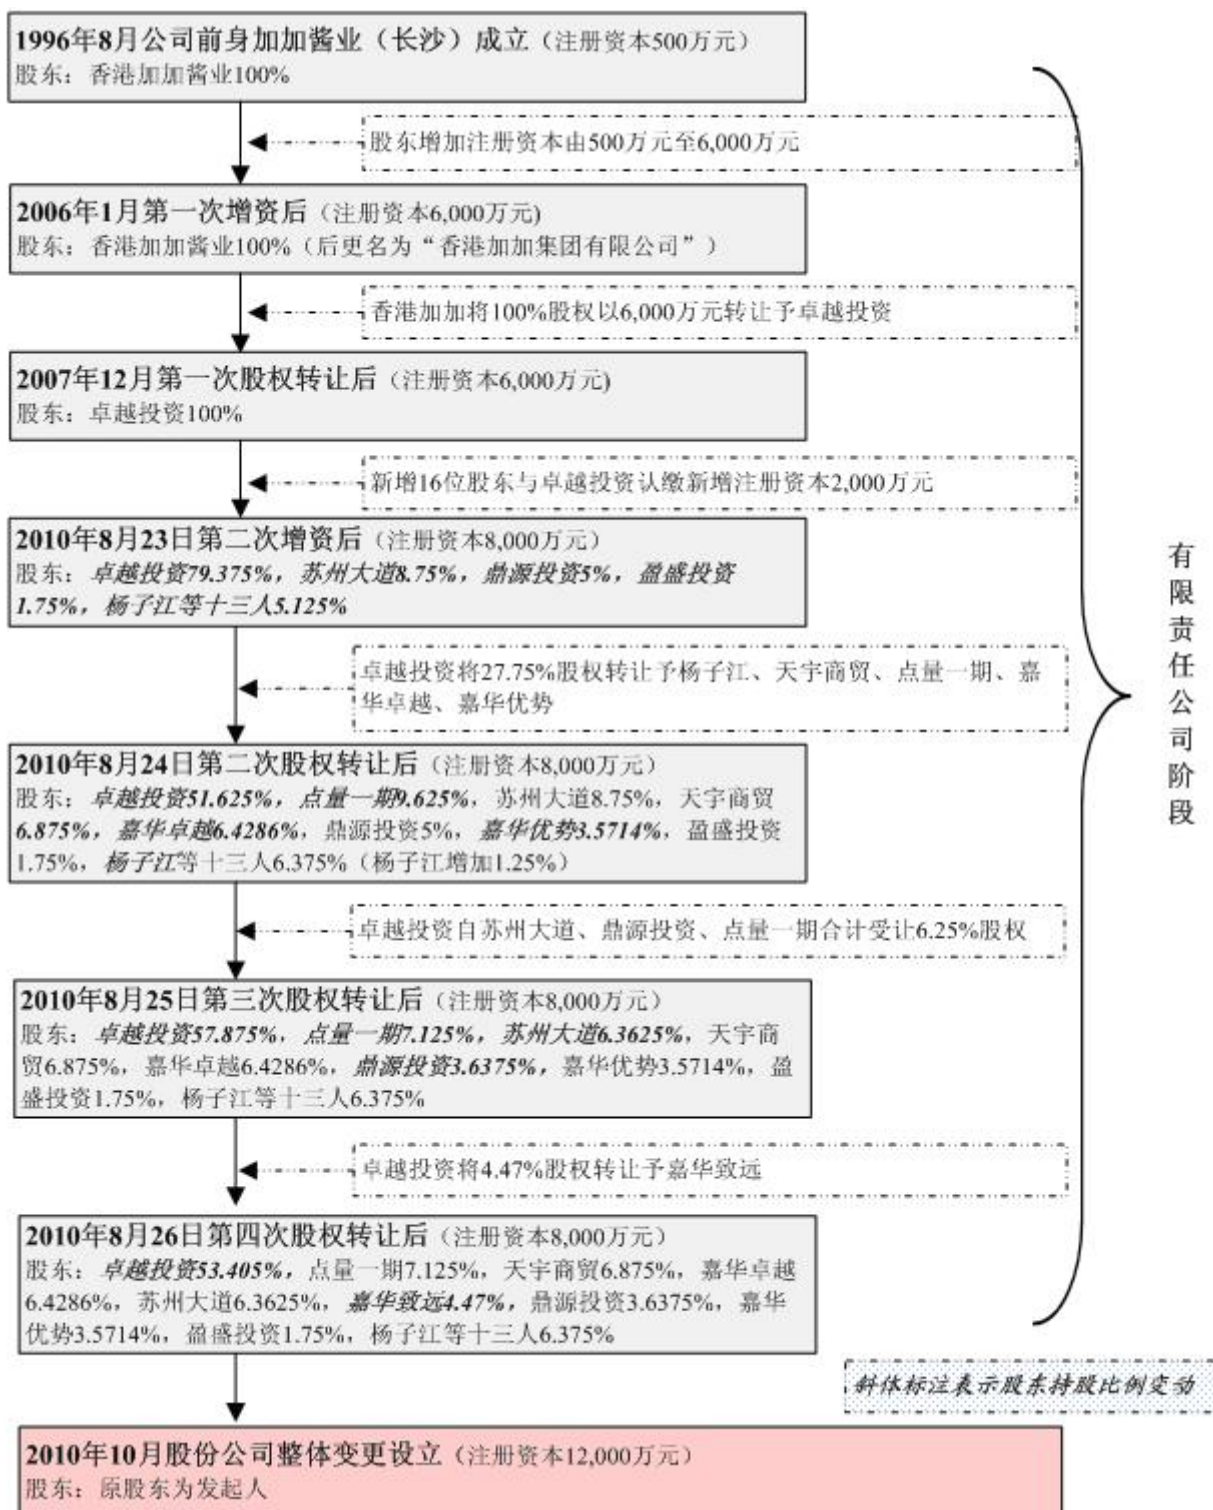 1996年8月公司前身加加酱业（长沙）成立（注册资本500万元）
股东：香港加加酱业100%
股东增加注册资本由500万元至6,000万元
2006年1月第一次增资后（注册资本6,000万元)
股东：香港加加酱业100%（后更名为“香港加加集团有限公司”）
香港加加将100%股权以6,000万元转让予卓越投资
2007年12月第一次股权转让后（注册资本6,000万元)
股东：卓越投资100%
新增16位股东与卓越投资认缴新增注册资本2,000万元
2010年8月23日第二次增资后（注册资本8,000万元）
股东：卓越投资79.375%，苏州大道8.75%，鼎源投资5%，盈盛投资
1.75%，杨子江等十三人5.125%
卓越投资将27.75%股权转让予杨子江、天宇商贸、点量一期、嘉
华卓越、嘉华优势
2010年8月24日第二次股权转让后（注册资本8,000万元）
股东：卓越投资51.625%，点量一期9.625%，苏州大道8.75%，天宇商贸
6.875%，嘉华卓越6.4286%，鼎源投资5%，嘉华优势3.5714%，盈盛投资
1.75%，杨子江等十三人6.375%（杨子江增加1.25%）
卓越投资自苏州大道、鼎源投资、点量一期合计受让6.25%股权
2010年8月25日第三次股权转让后（注册资本8,000万元）
股东：卓越投资57.875%，点量一期7.125%，苏州大道6.3625%，天宇商
贸6.875%，嘉华卓越6.4286%，鼎源投资3.6375%，嘉华优势3.5714%，盈
盛投资1.75%，杨子江等十三人6.375%
卓越投资将4.47%股权转让予嘉华致远
2010年8月26日第四次股权转让后（注册资本8,000万元）
股东：卓越投资53.405%，点量一期7.125%，天宇商贸6.875%，嘉华卓越
6.4286%，苏州大道6.3625%，嘉华致远4.47%，鼎源投资3.6375%，嘉华
优势3.5714%，盈盛投资1.75%，杨子江等十三人6.375%
有限责任公司阶段
斜体标注表示股东持股比例变动
2010年10月股份公司整体变更设立（注册资本12,000万元）
股东：原股东为发起人